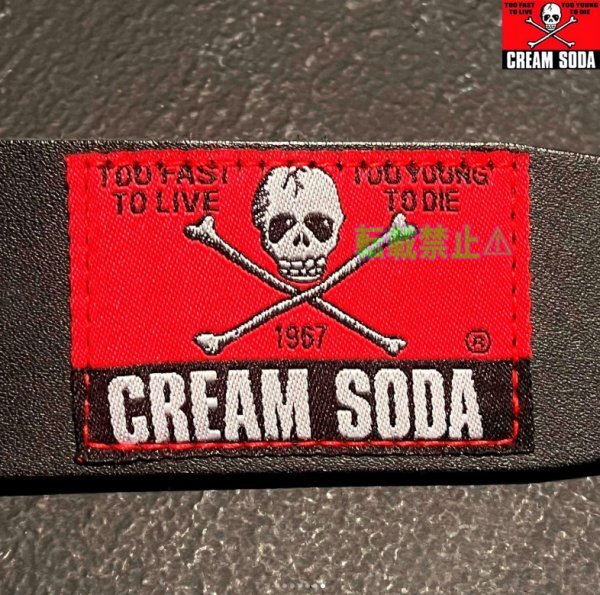 TOO FAST TOO YOUNG
TO LIVE TO DIE
CREAM SODA
TOO FAST TOO YOUNG
TO LIVE TO DIE
転載禁止⚠
1967
®
CREAM SODA